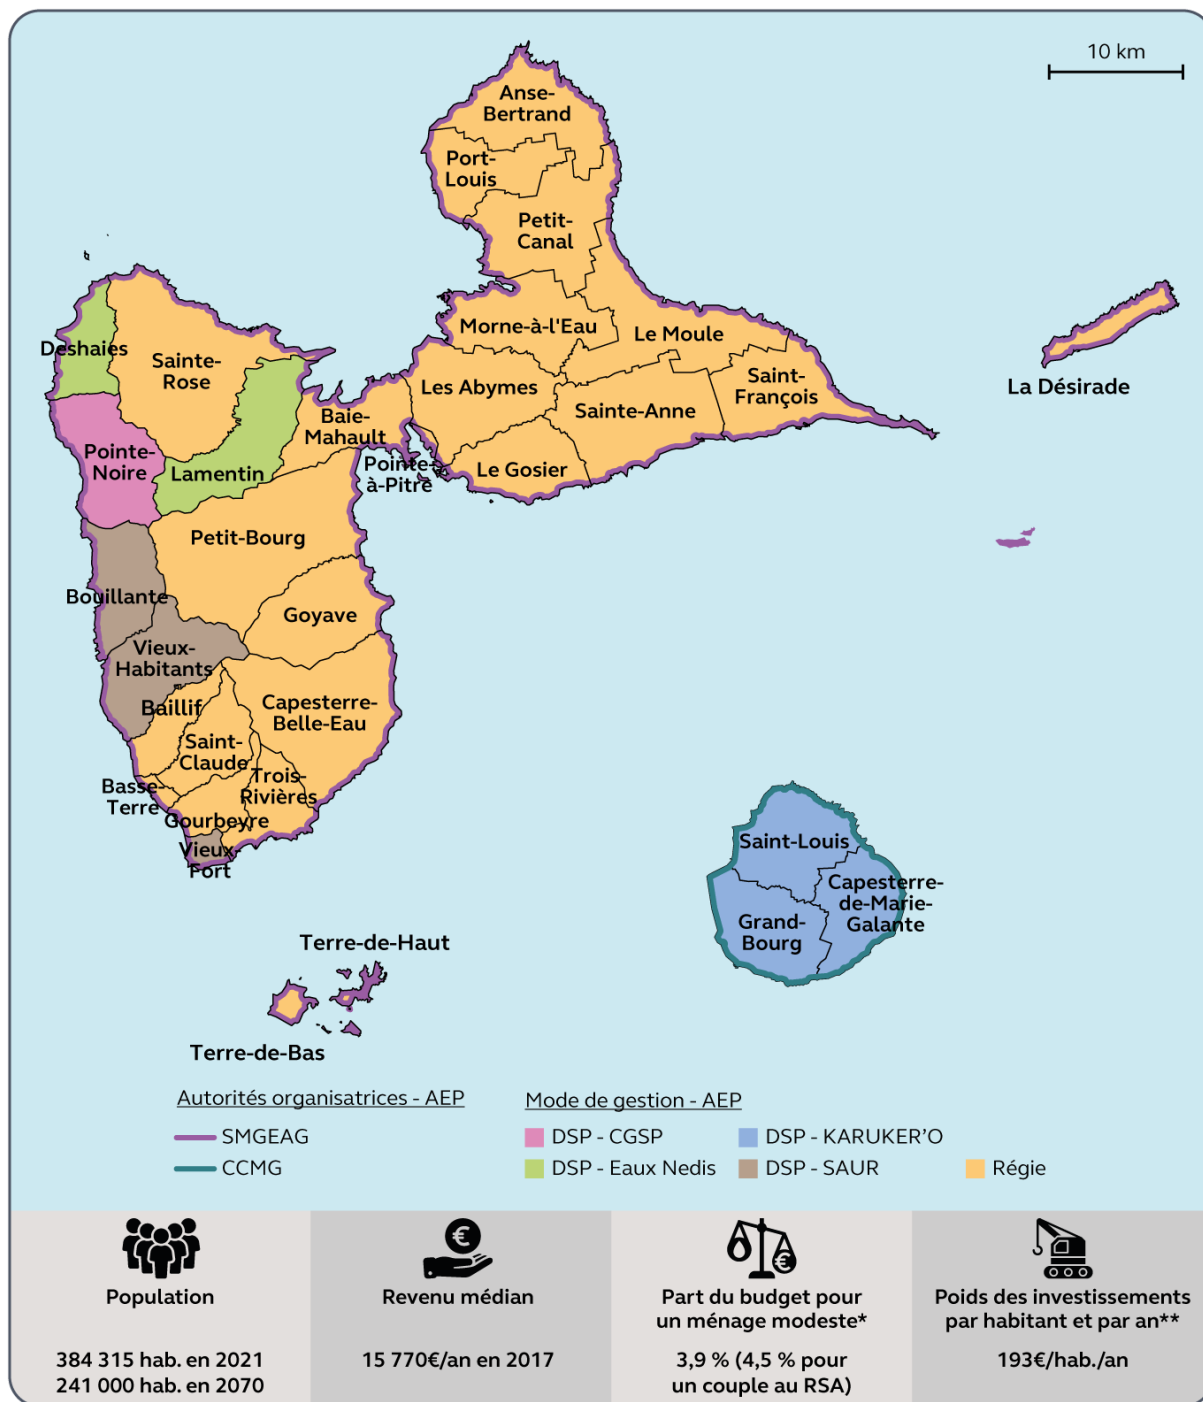 10 km
Anse-
Bertrand
Port-
Louis
Petit-
Canal
Morne-à-l'Eau
Le Moule
Deshaies
Sainte-
Rose
Les Abymes
Saint-
François
La Désirade
Sainte-Anne
Baie-
Mahault
Pointe-
Noire
Lamentin
Pointe-
à-Pitre
Le Gosier
Petit-Bourg
Bouillante
Goyave
Vieux-
Habitants
Baillif
Capesterre-
Belle-Eau
Saint-
Claude
Basse-
Terre
Trois-
Rivières
Gourbeyre
Vieux-
Fort
Saint-Louis
Capesterre-
de-Marie-
Galante
Grand-
Bourg
Terre-de-Haut
Terre-de-Bas
Autorités organisatrices - AEP
SMGEAG
CCMG
Mode de gestion - AEP
DSP - CGSP
DSP - KARUKER'O
DSP - Eaux Nedis
DSP - SAUR
Régie
Population
384 315 hab. en 2021
241 000 hab. en 2070
Revenu médian
15 770€/an en 2017
Part du budget pour
un ménage modeste*
3,9 % (4,5 % pour
un couple au RSA)
Poids des investissements
par habitant et par an**
193€/hab./an